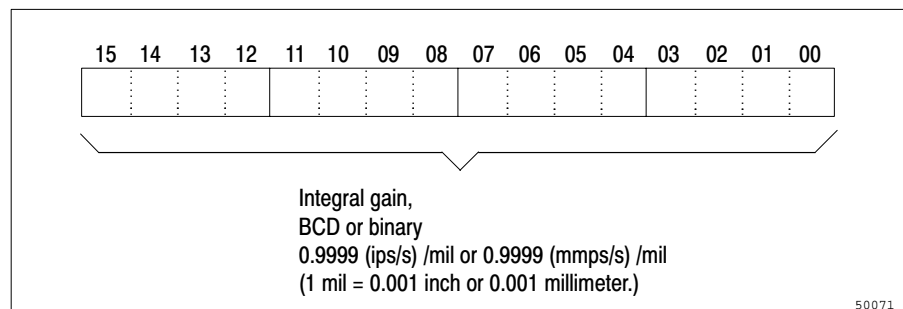 15 14 13 12 11 10 09 08 07 06 05 04 03 02 01 00
Integral gain,
BCD or binary
0.9999 (ips/s) /mil or 0.9999 (mmps/s) /mil
(1 mil = 0.001 inch or 0.001 millimeter.)
50071